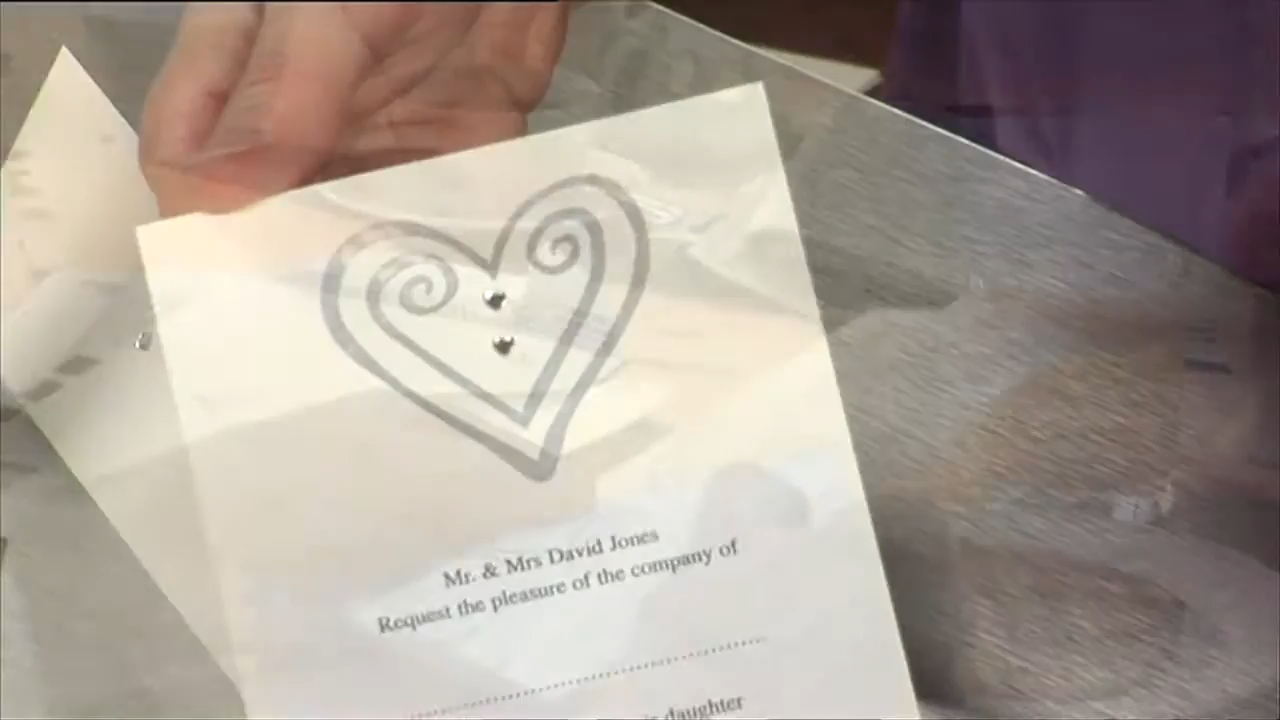 Mr. & Mrs David Jones
Request the pleasure of the company of
daughter